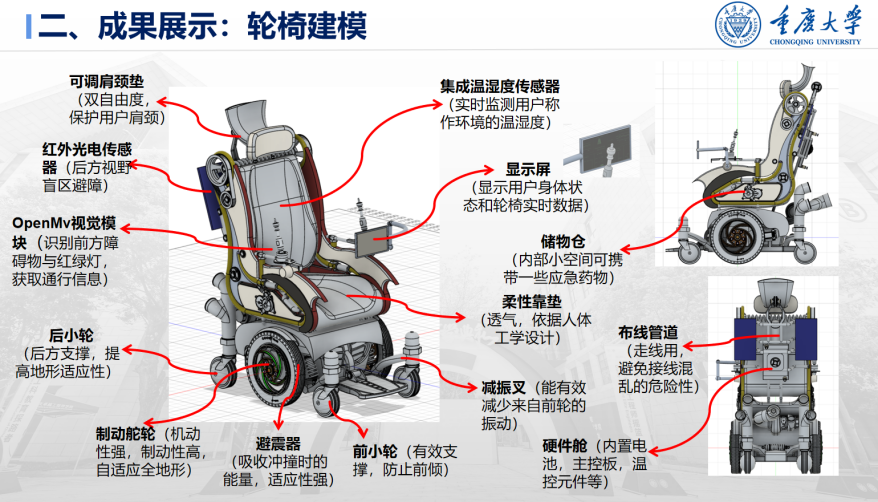 二、成果展示：轮椅建模
重庆大学
CHONGQING UNIVERSITY
可调肩颈垫
（双自由度，
保护用户肩颈）
红外光电传感
器（后方视野
盲区避障）
OpenMv视觉模
块（识别前方障
碍物与红绿灯，
获取通行信息）
后小轮
（后方支撑，提
高地形适应性）
制动舵轮（机动
性强，制动性高，
自适应全地形）
避震器
（吸收冲撞时的
能量，适应性强）
前小轮（有效支
撑，防止前倾）
集成温湿度传感器
（实时监测用户称
作环境的温湿度）
显示屏
（显示用户身体状
态和轮椅实时数据）
储物仓
（内部小空间可携
带一些应急药物）
柔性靠垫
（透气，依据人体
工学设计）
减振叉（能有效
减少来自前轮的
振动）
布线管道
（走线用，
避免接线混
乱的危险性）
硬件舱（内置电
池，主控板，温
控元件等）